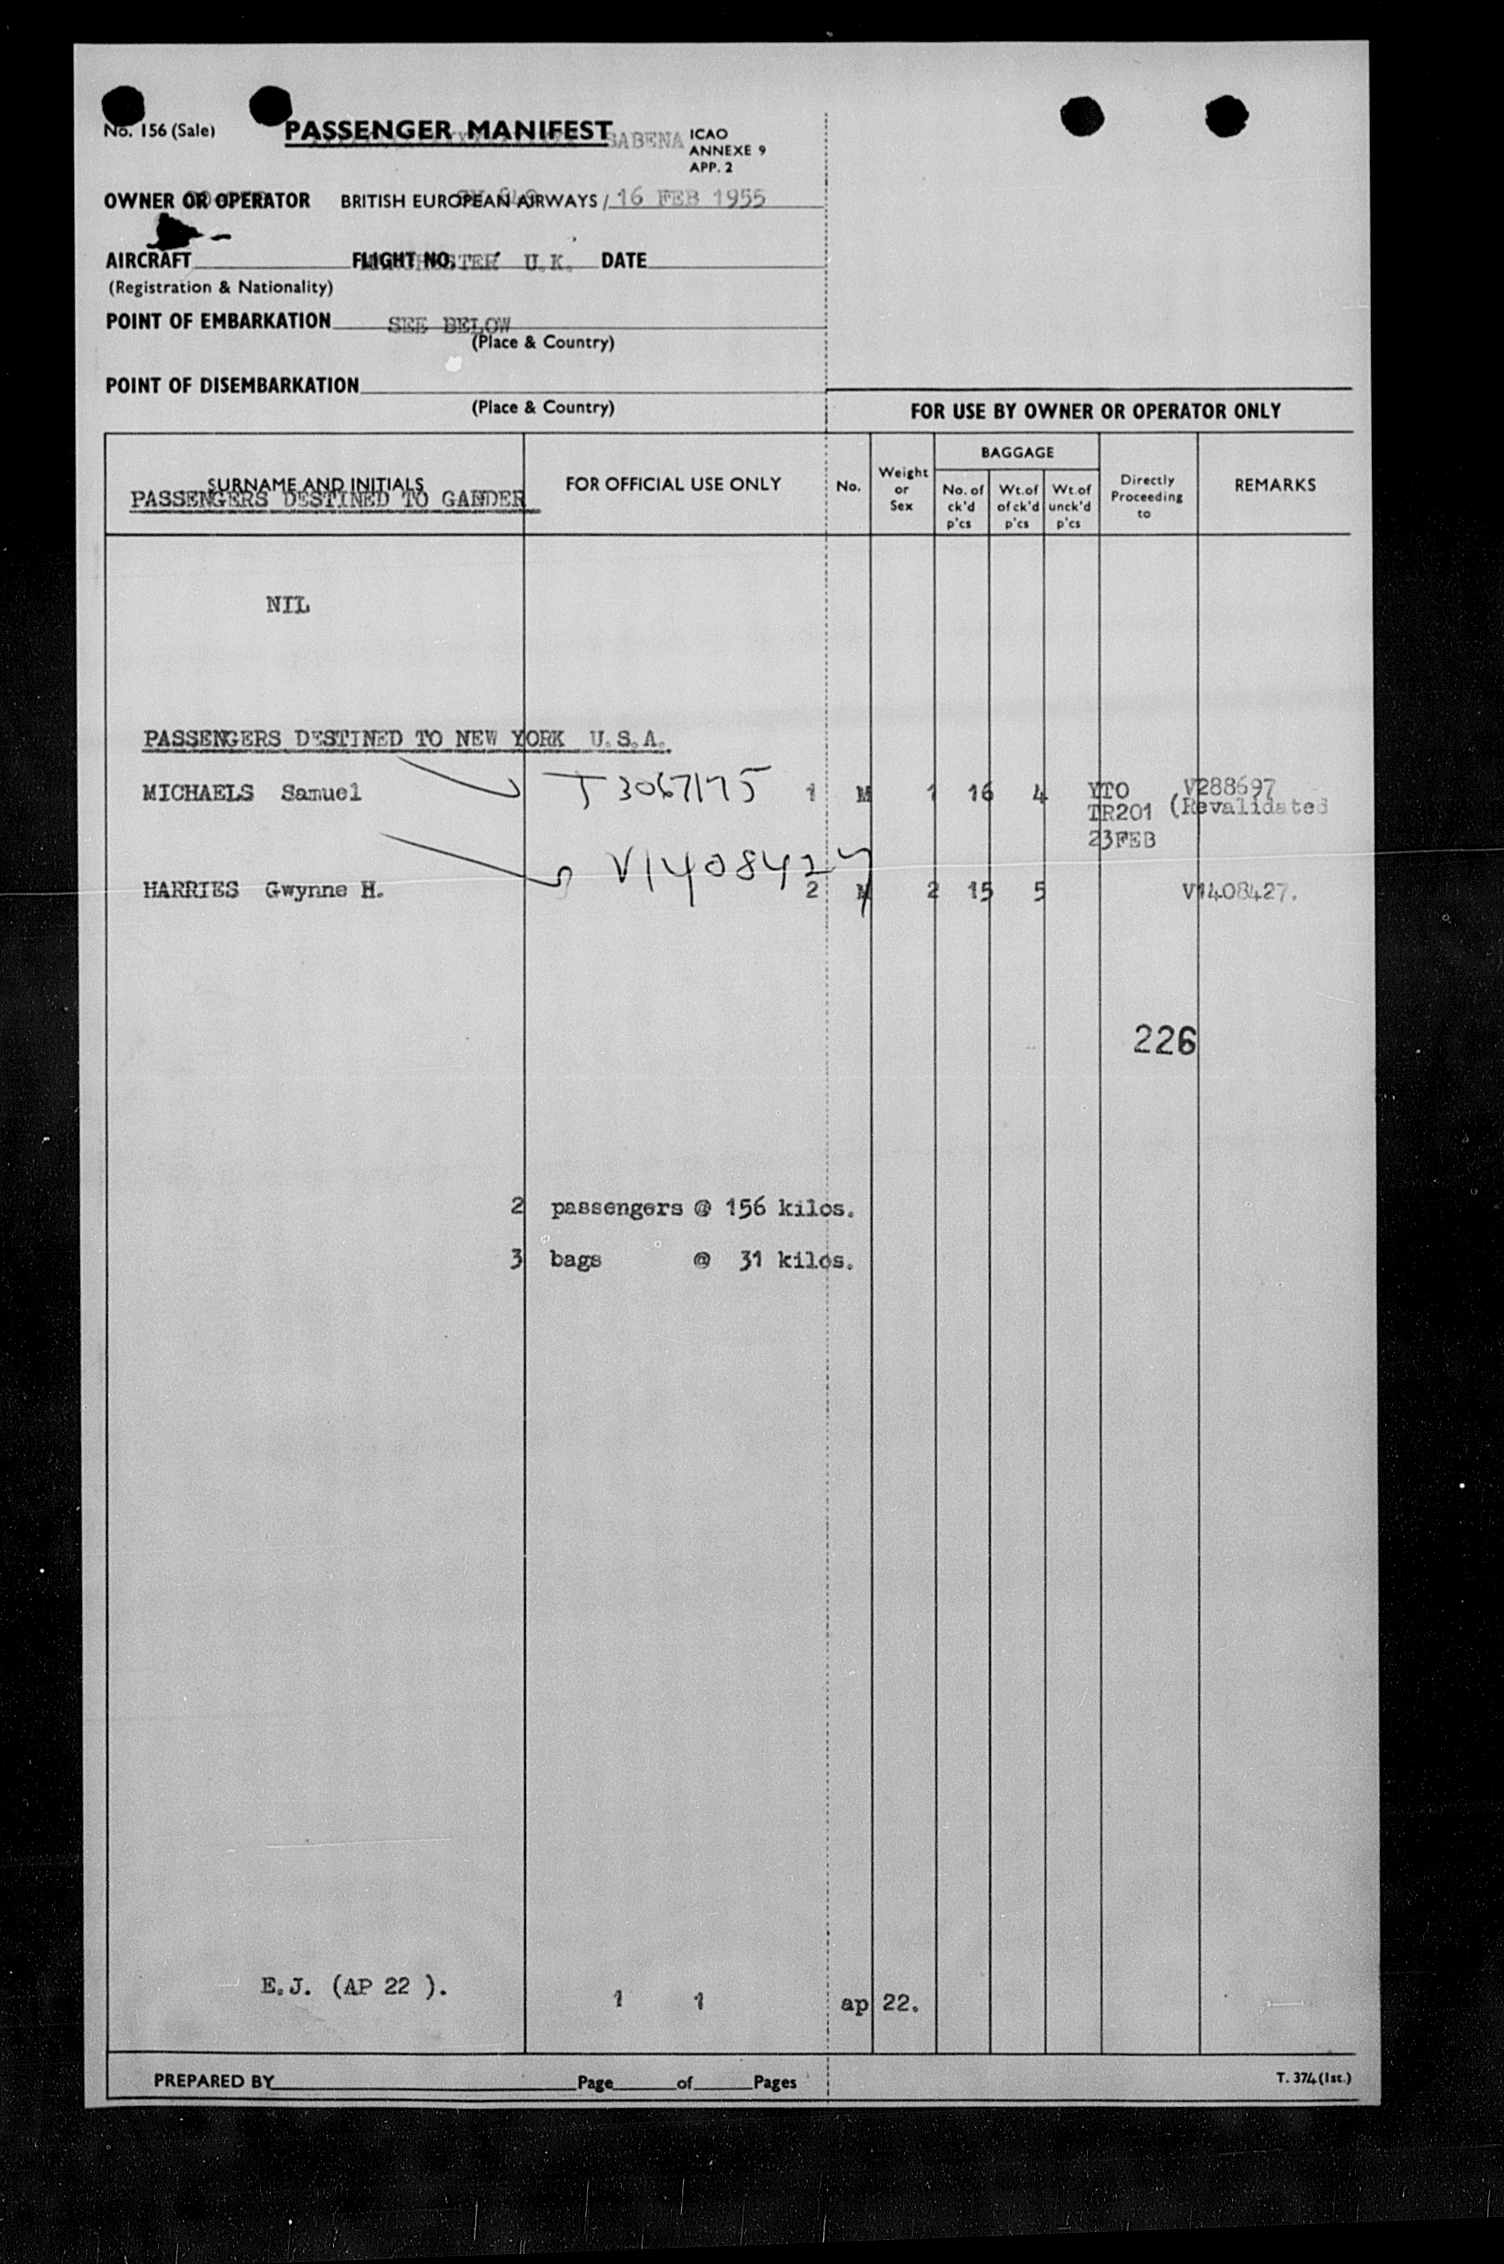 No. 156 (Sale)
PASSENGER MANIFEST SABENA
ICAO
ANNEXE 9
APP. 2
OWNER OR OPERATOR BRITISH EUROPEAN AIRWAYS / 16 FEB 1955
AIRCRAFT FLIGHT NO. U.K. DATE
(Registration & Nationality)
POINT OF EMBARKATION SEE BELOW
(Place & Country)
POINT OF DISEMBARKATION
(Place & Country)
FOR USE BY OWNER OR OPERATOR ONLY
SURNAME AND INITIALS FOR OFFICIAL USE ONLY No. Weight or Sex BAGGAGE No. of ck'd p'cs Wt.of of ck'd p'cs Wt.of unck'd p'cs Directly Proceeding to REMARKS
PASSENGERS DESTINED TO GANDER
NIL
PASSENGERS DESTINED TO NEW YORK U.S.A.
MICHAELS Samuel T3067175 1 M 1 16 4 YTO V288697
TR201 (Revalidated
23FEB
HARRIES Gwynne H. V1408427 2 M 2 15 5 V1408427.
226
2 passengers @ 156 kilos.
3 bags @ 31 kilos.
E.J. (AP 22 ). 1 1 ap 22.
PREPARED BY Page of Pages T. 374 (1st.)